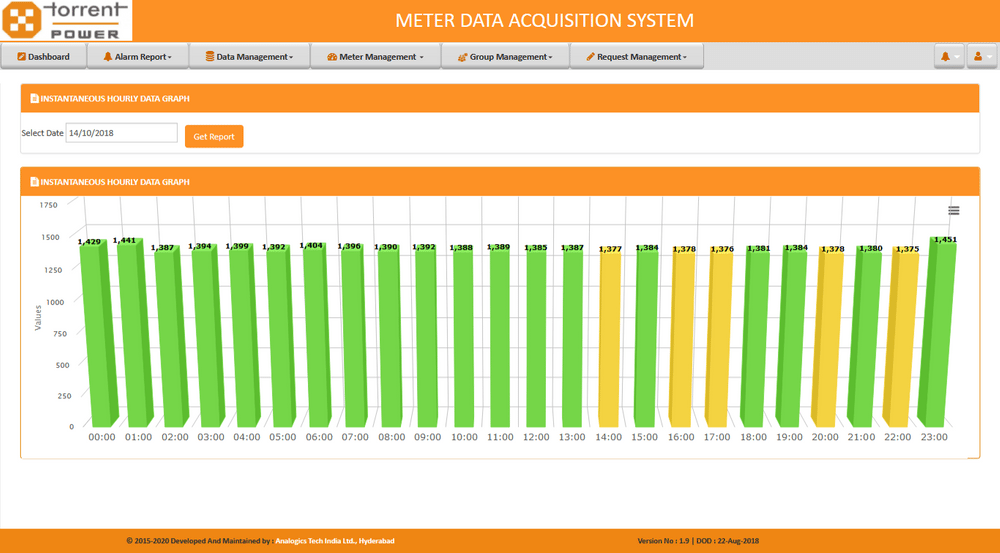 torrent
POWER
METER DATA ACQUISITION SYSTEM
Dashboard Alarm Report Data Management Meter Management Group Management Request Management
INSTANTANEOUS HOURLY DATA GRAPH
Select Date 14/10/2018 Get Report
INSTANTANEOUS HOURLY DATA GRAPH
1750
1500
1250
1000
750
500
250
0
Values
1,429 1,441 1,387 1,394 1,399 1,392 1,404 1,396 1,390 1,392 1,388 1,389 1,385 1,387 1,377 1,384 1,378 1,376 1,381 1,384 1,378 1,380 1,375 1,451
00:00 01:00 02:00 03:00 04:00 05:00 06:00 07:00 08:00 09:00 10:00 11:00 12:00 13:00 14:00 15:00 16:00 17:00 18:00 19:00 20:00 21:00 22:00 23:00
© 2015-2020 Developed And Maintained by : Analogics Tech India Ltd., Hyderabad Version No : 1.9 | DOD : 22-Aug-2018